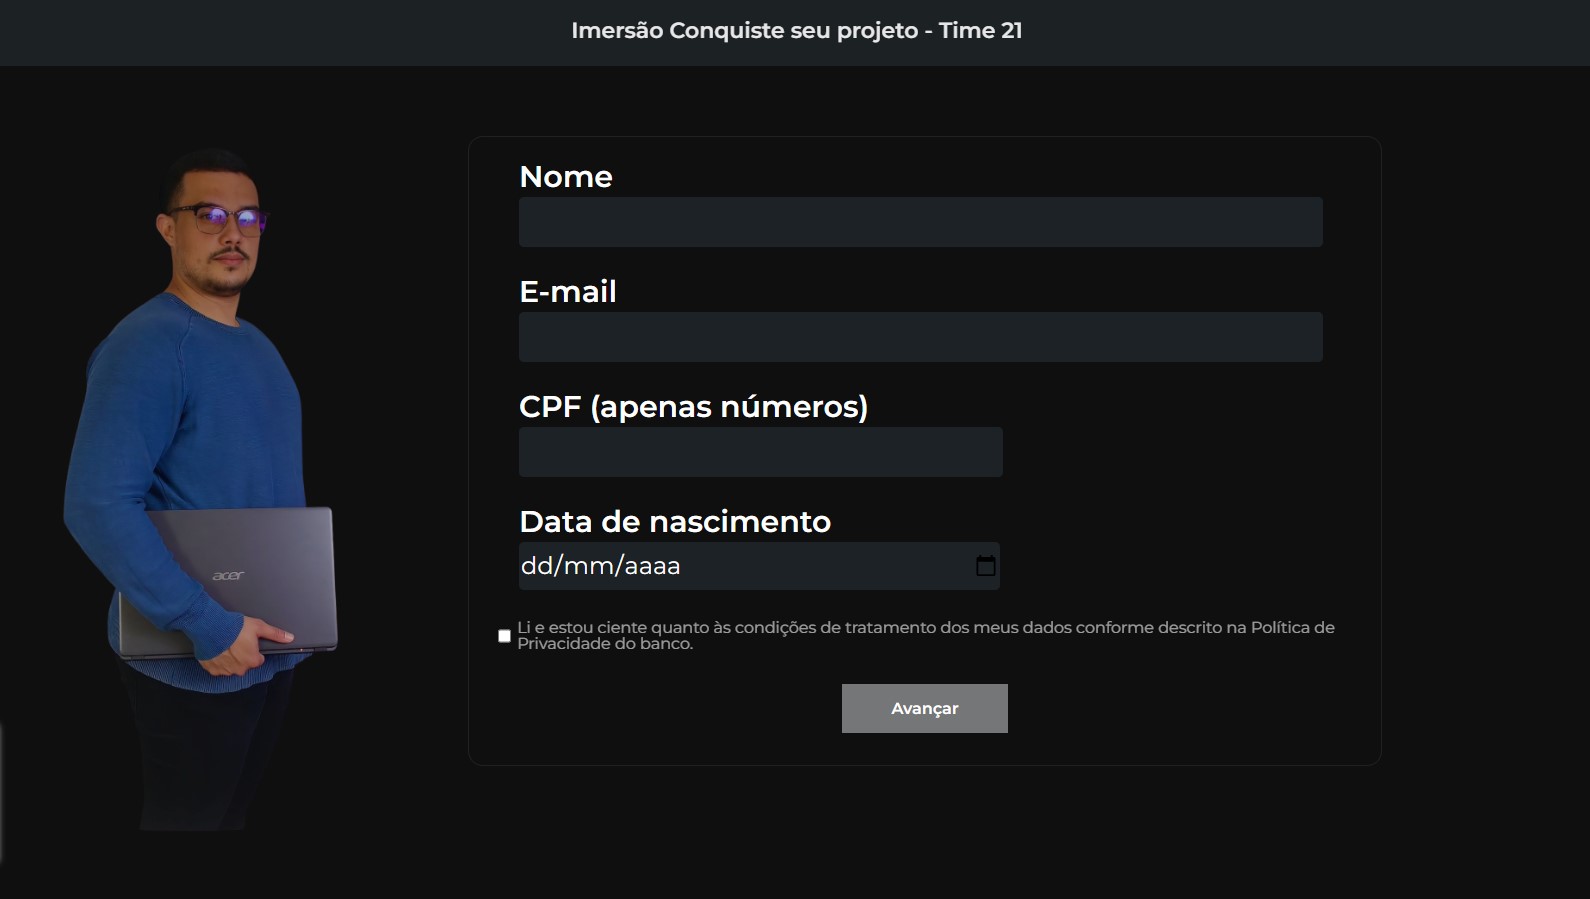 Imersão Conquiste seu projeto - Time 21
Nome
E-mail
CPF (apenas números)
Data de nascimento
dd/mm/aaaa
Li e estou ciente quanto às condições de tratamento dos meus dados conforme descrito na Política de
Privacidade do banco.
Avançar
acer